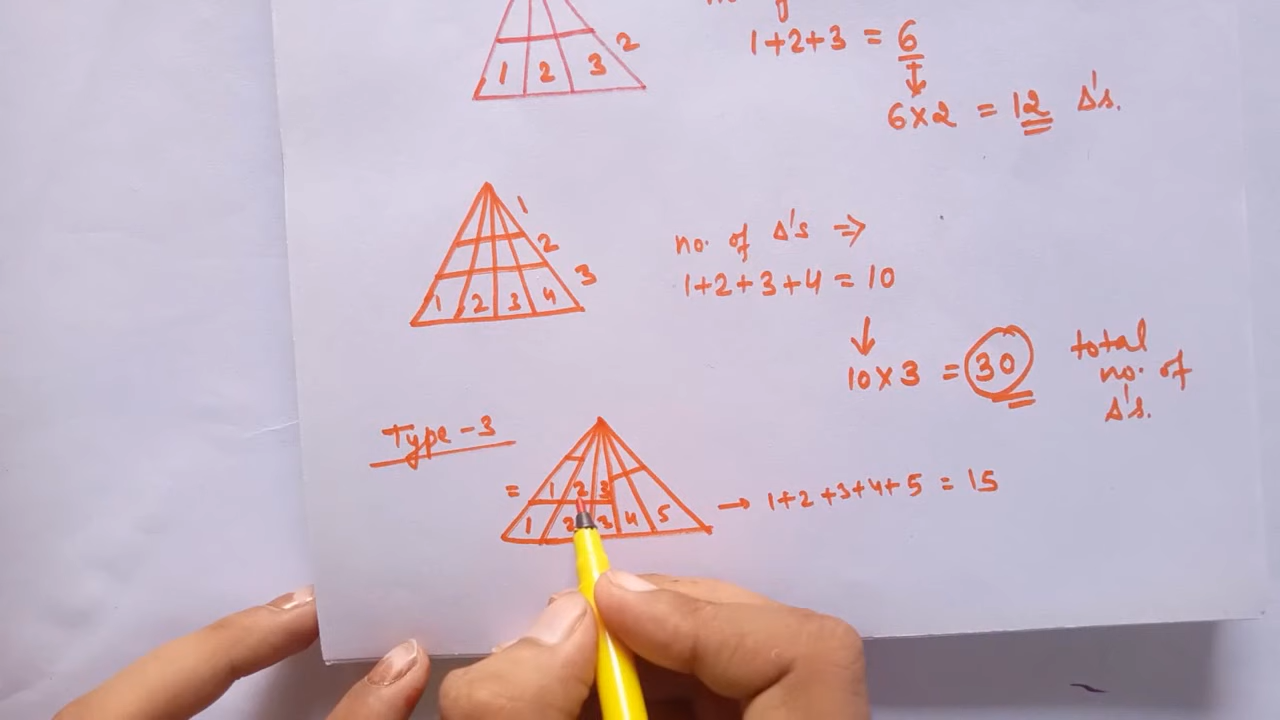 1+2+3 = 6
2
1 2 3
6×2 = 12 Δ's.
1
no. of Δ's ⇒
2
1+2+3+4 = 10
3
1 2 3 4
10×3 = 30 total no. of Δ's.
Type-3
= 1 2 3
→ 1+2+3+4+5 = 15
1 2 3 4 5